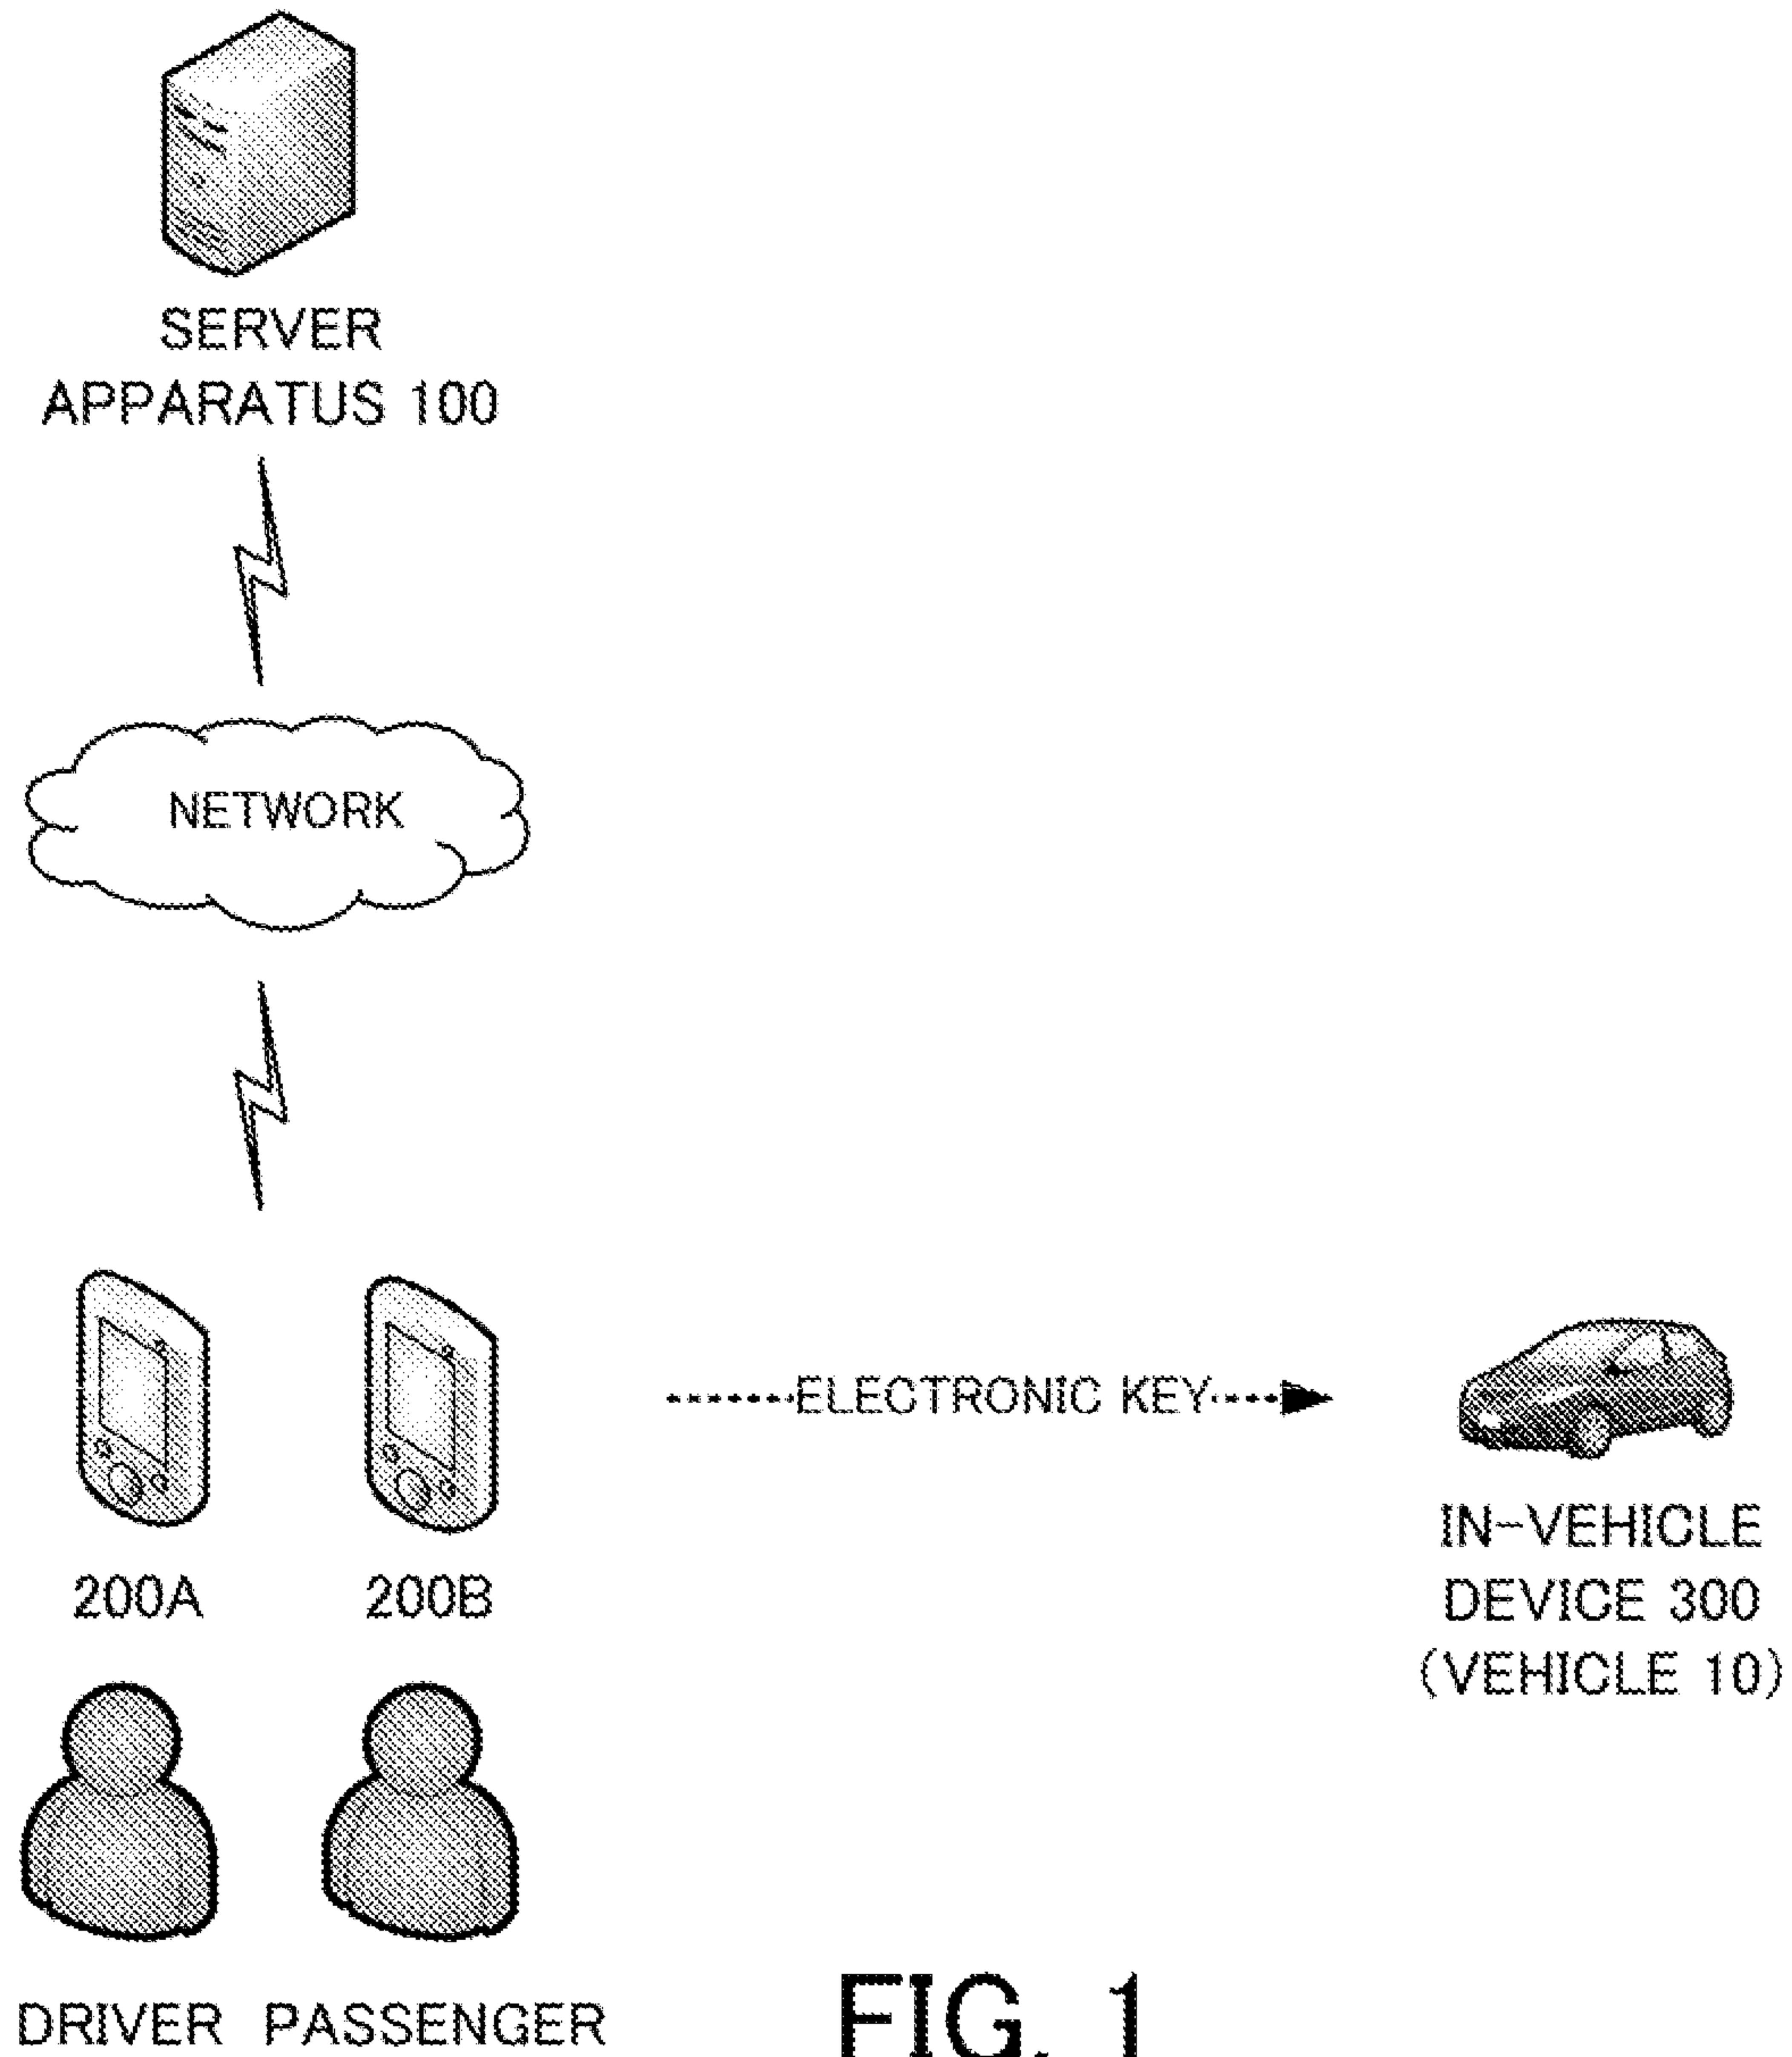 SERVER
APPARATUS 100
NETWORK
ELECTRONIC KEY
200A 200B
IN-VEHICLE
DEVICE 300
(VEHICLE 10)
DRIVER PASSENGER
FIG. 1